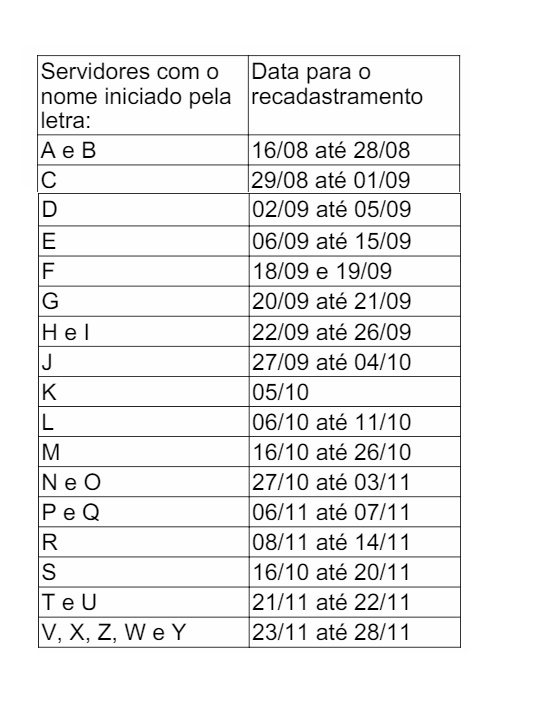 Servidores com o Data para o
nome iniciado pela recadastramento
letra:
A e B 16/08 até 28/08
C 29/08 até 01/09
D 02/09 até 05/09
E 06/09 até 15/09
F 18/09 e 19/09
G 20/09 até 21/09
H e I 22/09 até 26/09
J 27/09 até 04/10
K 05/10
L 06/10 até 11/10
M 16/10 até 26/10
N e O 27/10 até 03/11
P e Q 06/11 até 07/11
R 08/11 até 14/11
S 16/10 até 20/11
T e U 21/11 até 22/11
V, X, Z, W e Y 23/11 até 28/11